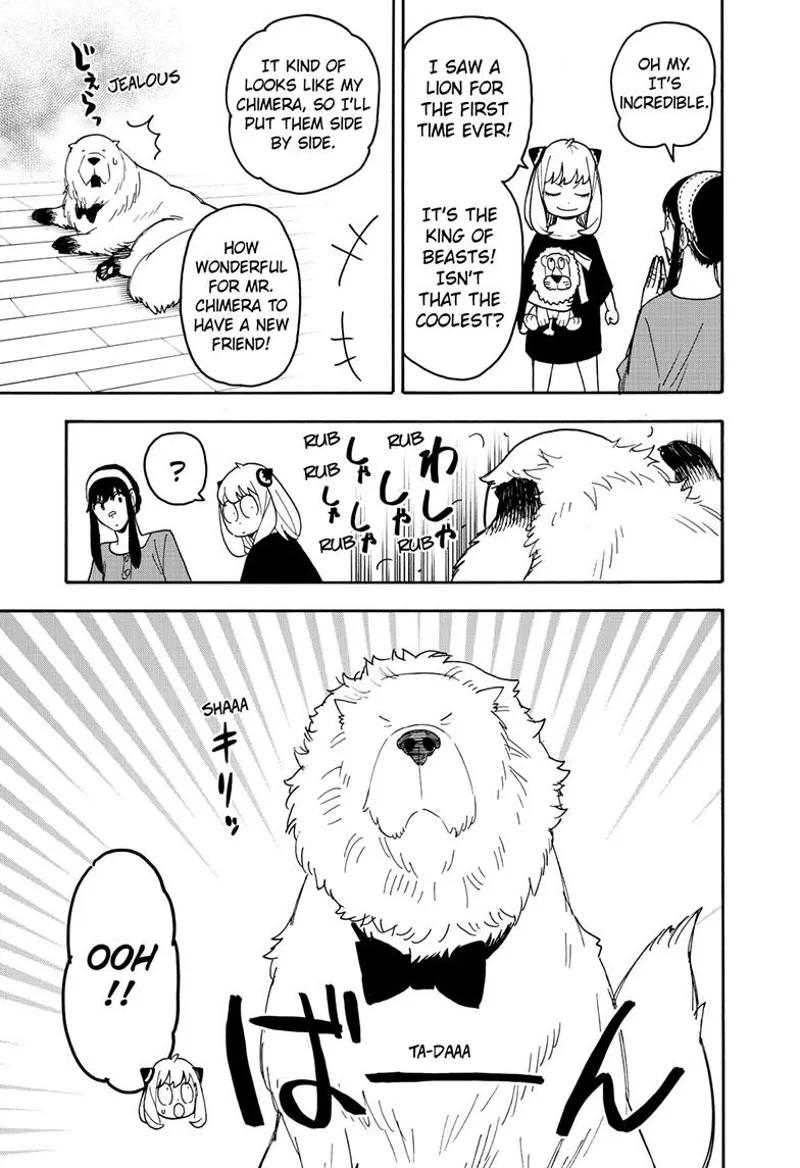 OH MY.
IT'S
INCREDIBLE.
I SAW A
LION FOR
THE FIRST
TIME EVER!
IT'S THE
KING OF
BEASTS!
ISN'T
THAT THE
COOLEST?
IT KIND OF
LOOKS LIKE MY
CHIMERA, SO I'LL
PUT THEM SIDE
BY SIDE.
HOW
WONDERFUL
FOR MR.
CHIMERA TO
HAVE A NEW
FRIEND!
じぇらっ
JEALOUS
わしゃ
しゃ
しゃ
しゃ
RUB
RUB
RUB
RUB
RUB
?
SHAAA
キリッ
OOH
!!
ばーん
TA-DAAA